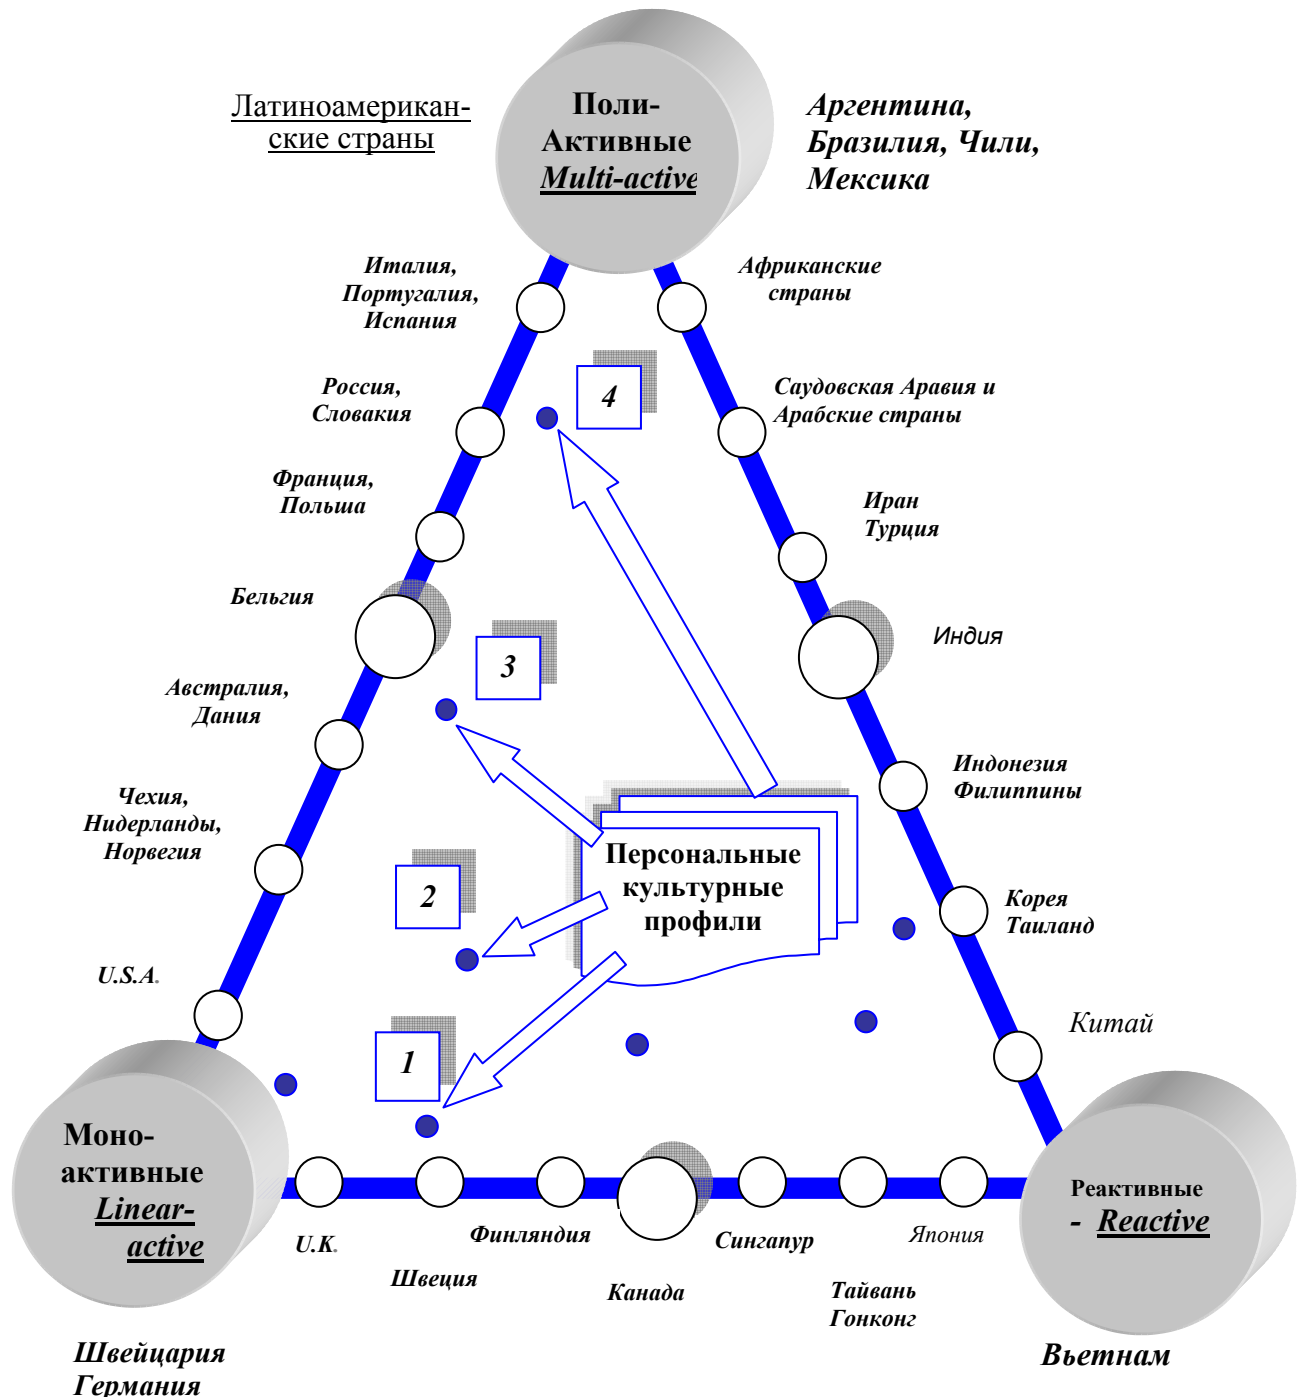 Латиноамерикан-
ские страны
Поли-
Активные
Multi-active
Аргентина,
Бразилия, Чили,
Мексика
Италия,
Португалия,
Испания
Африканские
страны
Россия,
Словакия
4
Саудовская Аравия и
Арабские страны
Франция,
Польша
Иран
Турция
Бельгия
3
Индия
Австралия,
Дания
Индонезия
Филиппины
Чехия,
Нидерланды,
Норвегия
Персональные
культурные
профили
2
Корея
Таиланд
U.S.A.
1
Китай
Моно-
активные
Linear-
active
Реактивные
- Reactive
U.K.
Швеция
Финляндия
Канада
Сингапур
Тайвань
Гонконг
Япония
Швейцария
Германия
Вьетнам